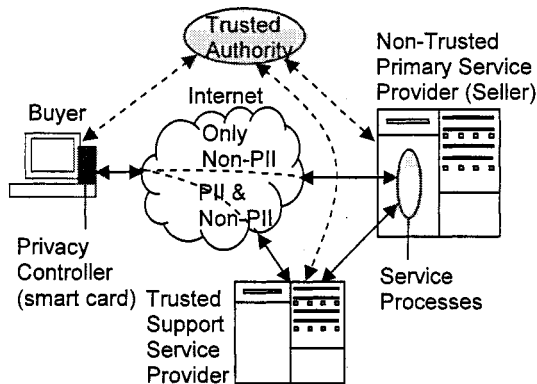 Trusted
Authority
Non-Trusted
Primary Service
Provider (Seller)
Buyer
Internet
Only
Non-PII
PII &
Non-PII
Privacy
Controller
(smart card)
Service
Processes
Trusted
Support
Service
Provider